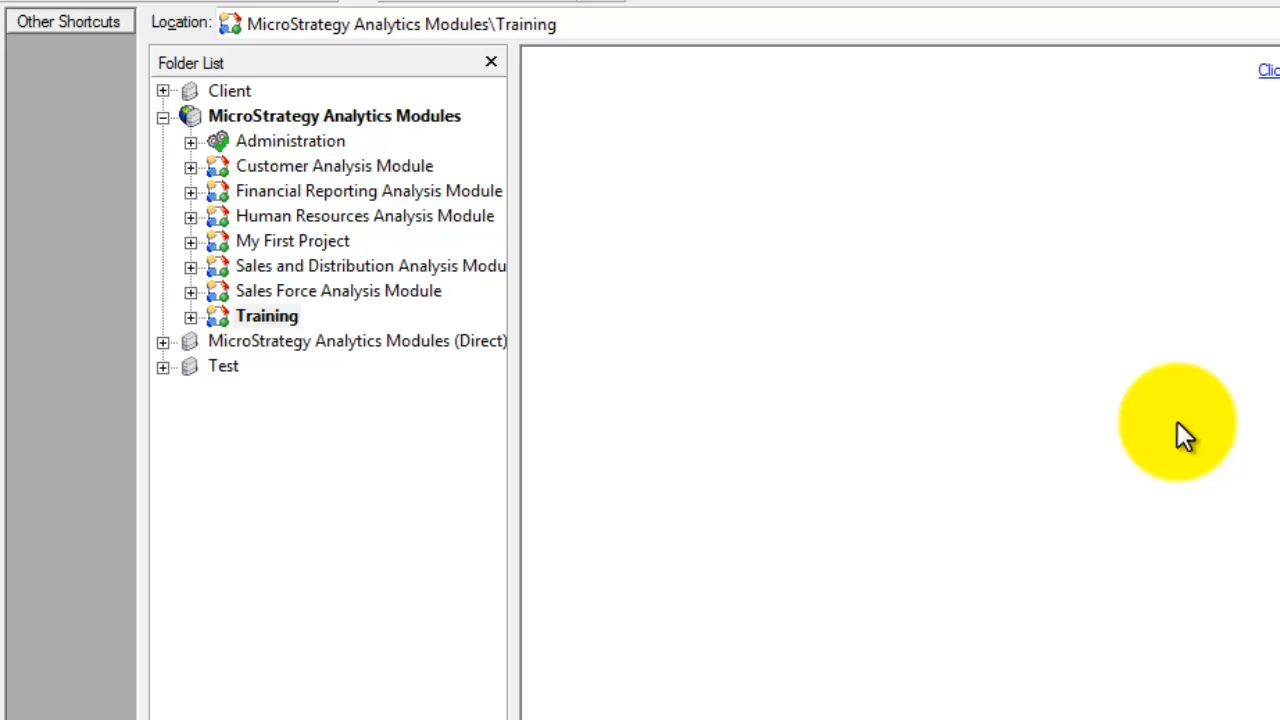 Other Shortcuts
Location: MicroStrategy Analytics Modules\Training
Folder List
Client
MicroStrategy Analytics Modules
Administration
Customer Analysis Module
Financial Reporting Analysis Module
Human Resources Analysis Module
My First Project
Sales and Distribution Analysis Modu
Sales Force Analysis Module
Training
MicroStrategy Analytics Modules (Direct)
Test
Clic